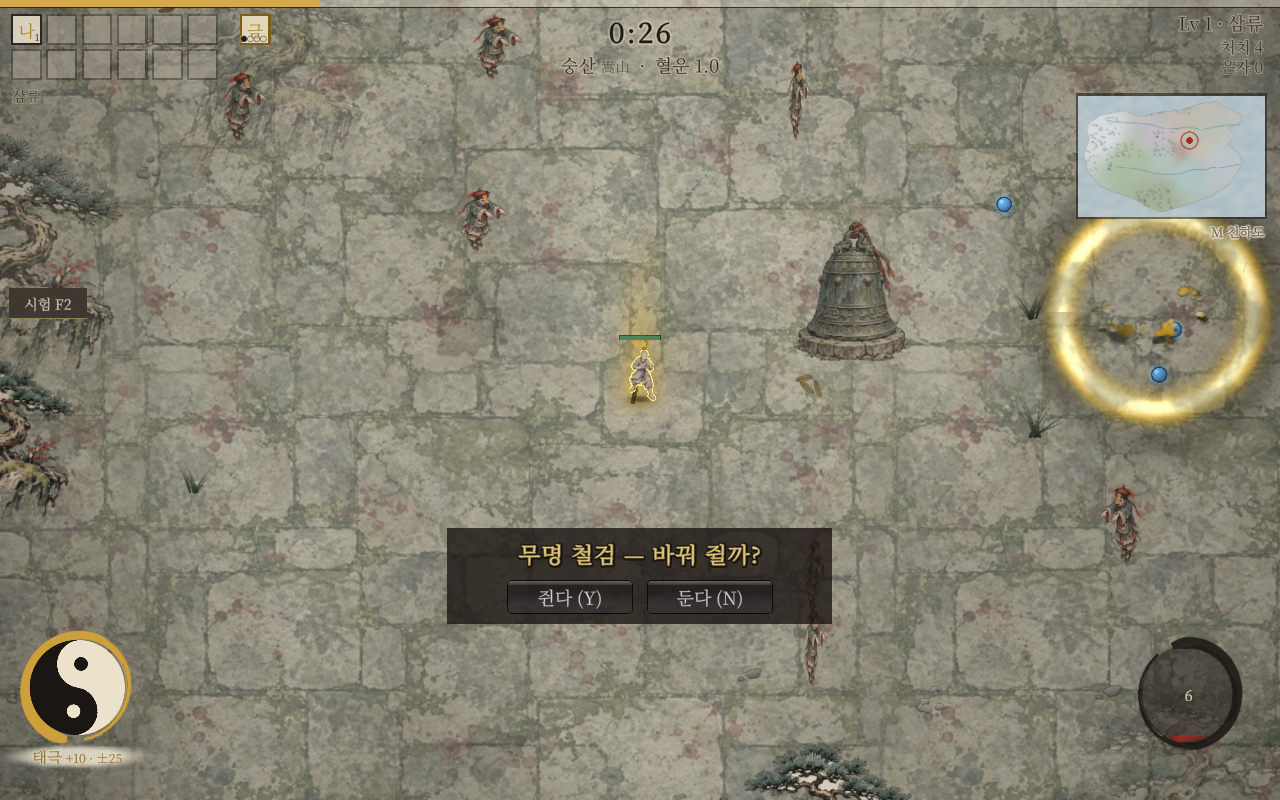 나1
금
0:26
숭산 嵩山 · 혈운 1.0
Lv 1 · 삼류
처치 4
은자 0
삼류
M 천하도
시험 F2
무명 철검 — 바꿔 쥘까?
쥔다 (Y)
둔다 (N)
6
태극 +10 · ±25